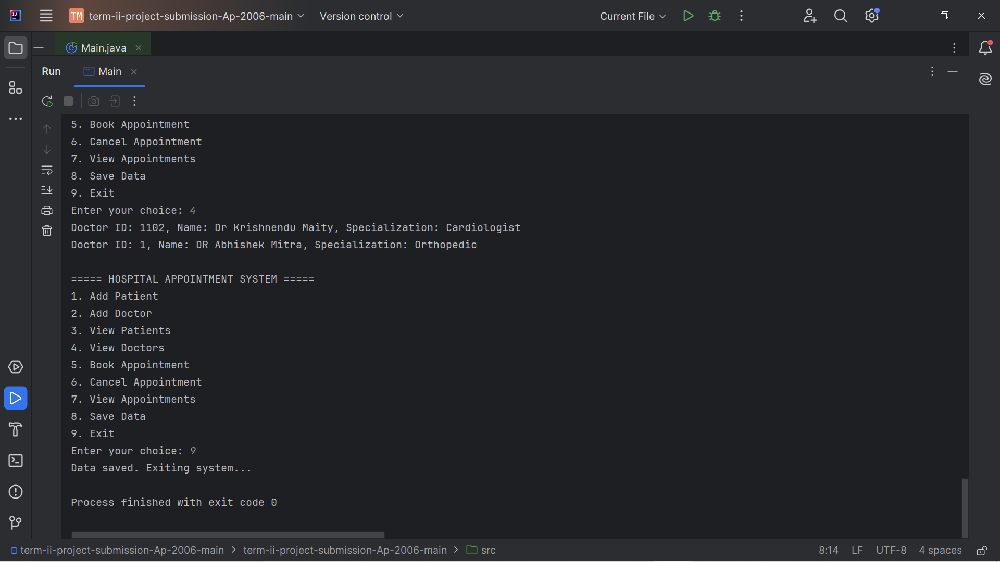 TM term-ii-project-submission-Ap-2006-main Version control Current File
Main.java
Run Main
5. Book Appointment
6. Cancel Appointment
7. View Appointments
8. Save Data
9. Exit
Enter your choice: 4
Doctor ID: 1102, Name: Dr Krishnendu Maity, Specialization: Cardiologist
Doctor ID: 1, Name: DR Abhishek Mitra, Specialization: Orthopedic
===== HOSPITAL APPOINTMENT SYSTEM =====
1. Add Patient
2. Add Doctor
3. View Patients
4. View Doctors
5. Book Appointment
6. Cancel Appointment
7. View Appointments
8. Save Data
9. Exit
Enter your choice: 9
Data saved. Exiting system...
Process finished with exit code 0
term-ii-project-submission-Ap-2006-main > term-ii-project-submission-Ap-2006-main > src 8:14 LF UTF-8 4 spaces